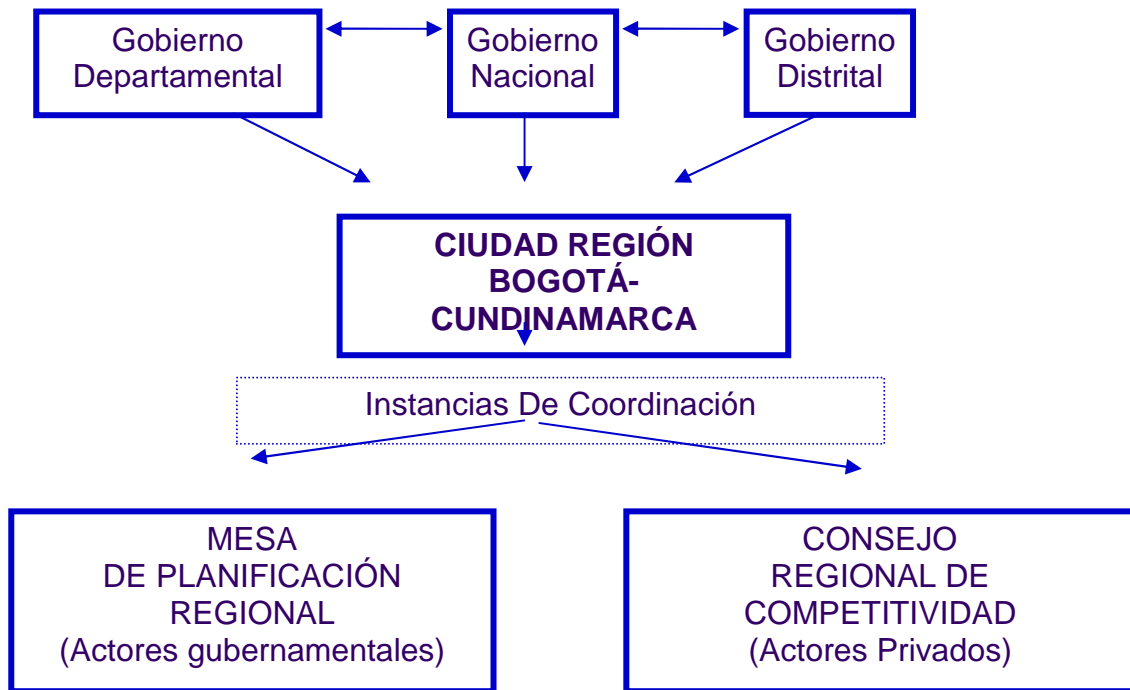 Gobierno
Departamental
Gobierno
Nacional
Gobierno
Distrital
CIUDAD REGIÓN
BOGOTÁ-
CUNDINAMARCA
Instancias De Coordinación
MESA
DE PLANIFICACIÓN
REGIONAL
(Actores gubernamentales)
CONSEJO
REGIONAL DE
COMPETITIVIDAD
(Actores Privados)